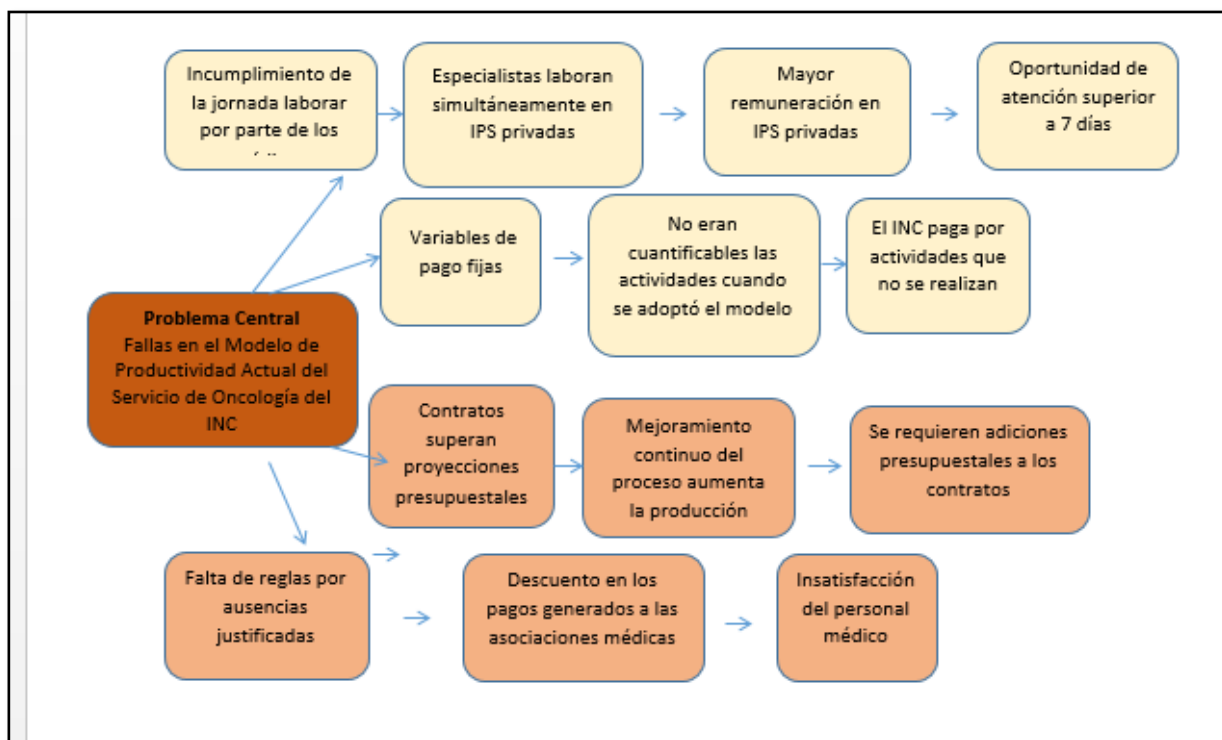 Incumplimiento de
la jornada laborar
por parte de los
Especialistas laboran
simultáneamente en
IPS privadas
Mayor
remuneración en
IPS privadas
Oportunidad de
atención superior
a 7 días
Variables de
pago fijas
No eran
cuantificables las
actividades cuando
se adoptó el modelo
El INC paga por
actividades que
no se realizan
Problema Central
Fallas en el Modelo de
Productividad Actual del
Servicio de Oncología del
INC
Contratos
superan
proyecciones
presupuestales
Mejoramiento
continuo del
proceso aumenta
la producción
Se requieren adiciones
presupuestales a los
contratos
Falta de reglas por
ausencias
justificadas
Descuento en los
pagos generados a las
asociaciones médicas
Insatisfacción
del personal
médico